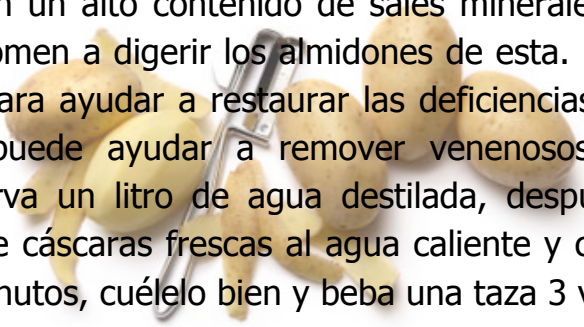 n un alto contenido de sales minerale
omen a digerir los almidones de esta.
ara ayudar a restaurar las deficiencias
puede ayudar a remover venenosos
rva un litro de agua destilada, despu
e cáscaras frescas al agua caliente y c
nutos, cuélelo bien y beba una taza 3 v